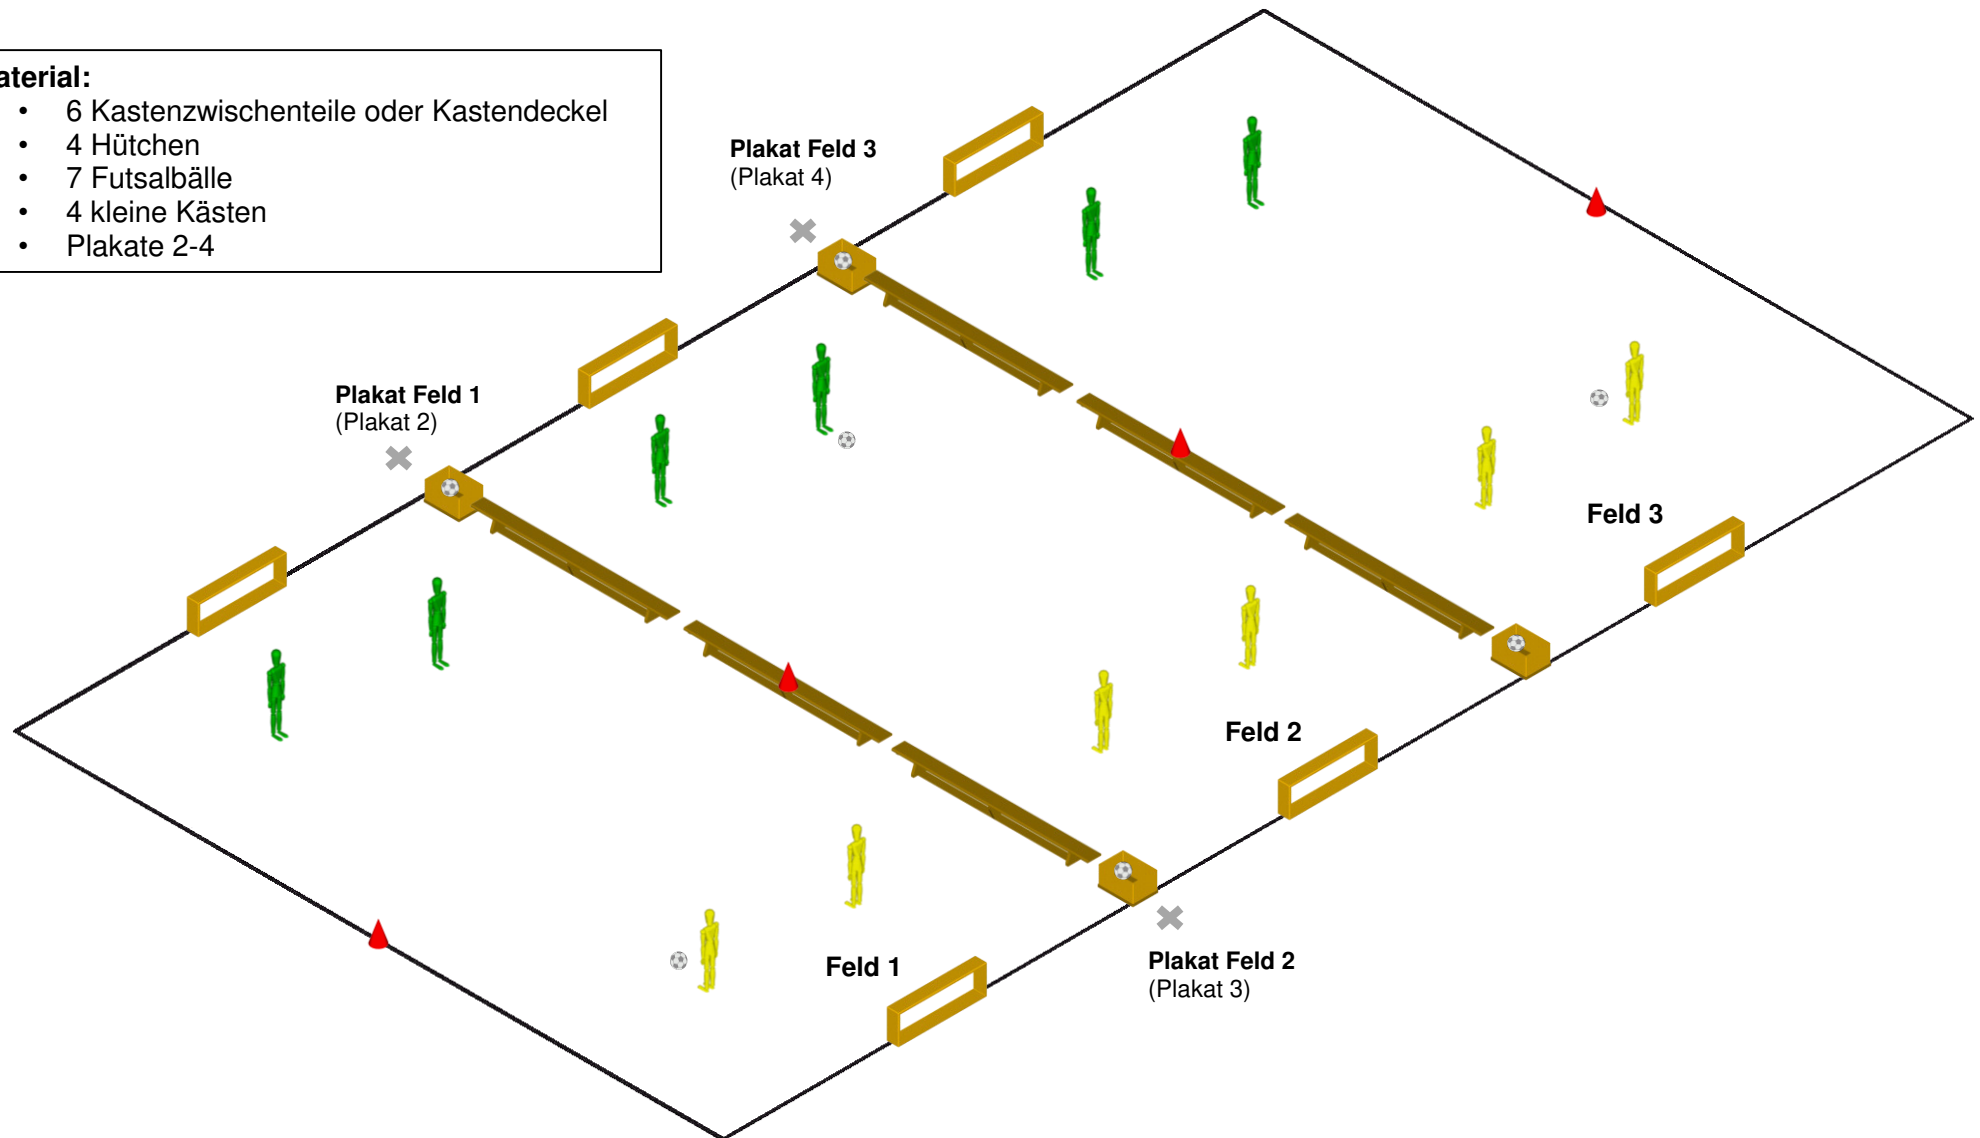 aterial:
• 6 Kastenzwischenteile oder Kastendeckel
• 4 Hütchen
• 7 Futsalbälle
• 4 kleine Kästen
• Plakate 2-4
Plakat Feld 3
(Plakat 4)
Plakat Feld 1
(Plakat 2)
Feld 3
Feld 2
Feld 1
Plakat Feld 2
(Plakat 3)